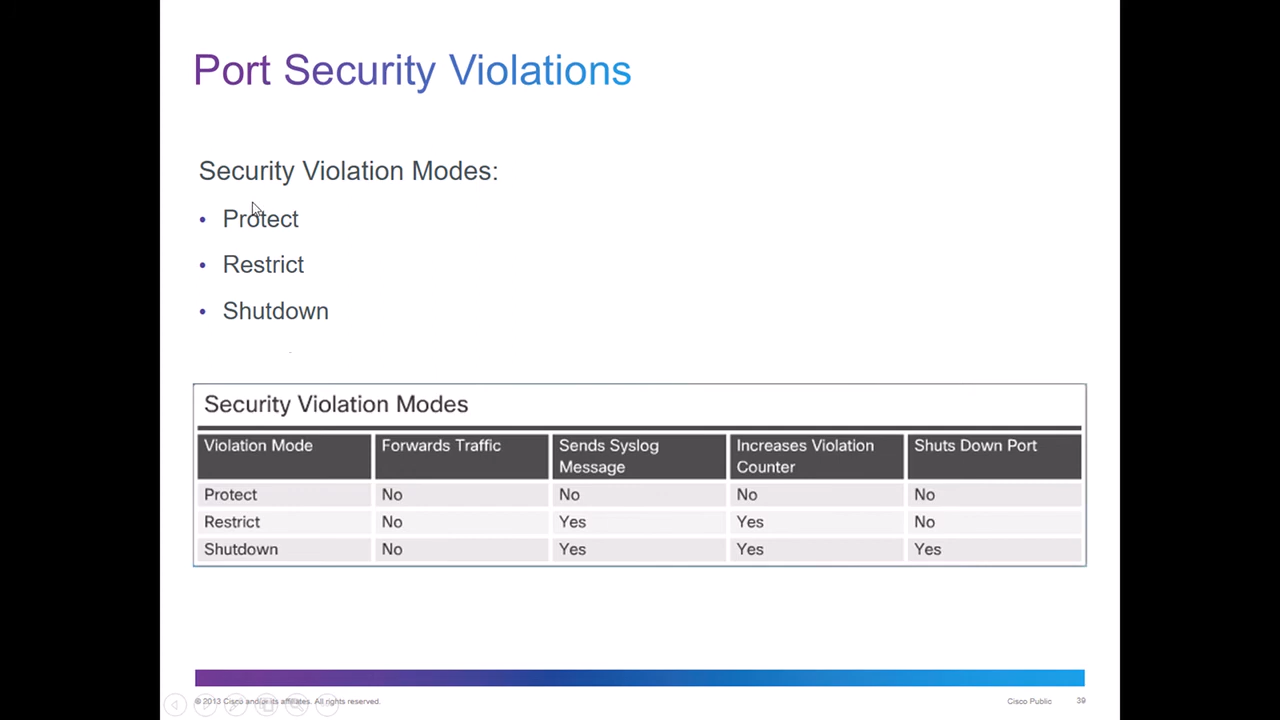 Port Security Violations
Security Violation Modes:
• Protect
• Restrict
• Shutdown
Security Violation Modes
Violation Mode Forwards Traffic Sends Syslog Message Increases Violation Counter Shuts Down Port
Protect No No No No
Restrict No Yes Yes No
Shutdown No Yes Yes Yes
© 2013 Cisco and/or its affiliates. All rights reserved. Cisco Public 39